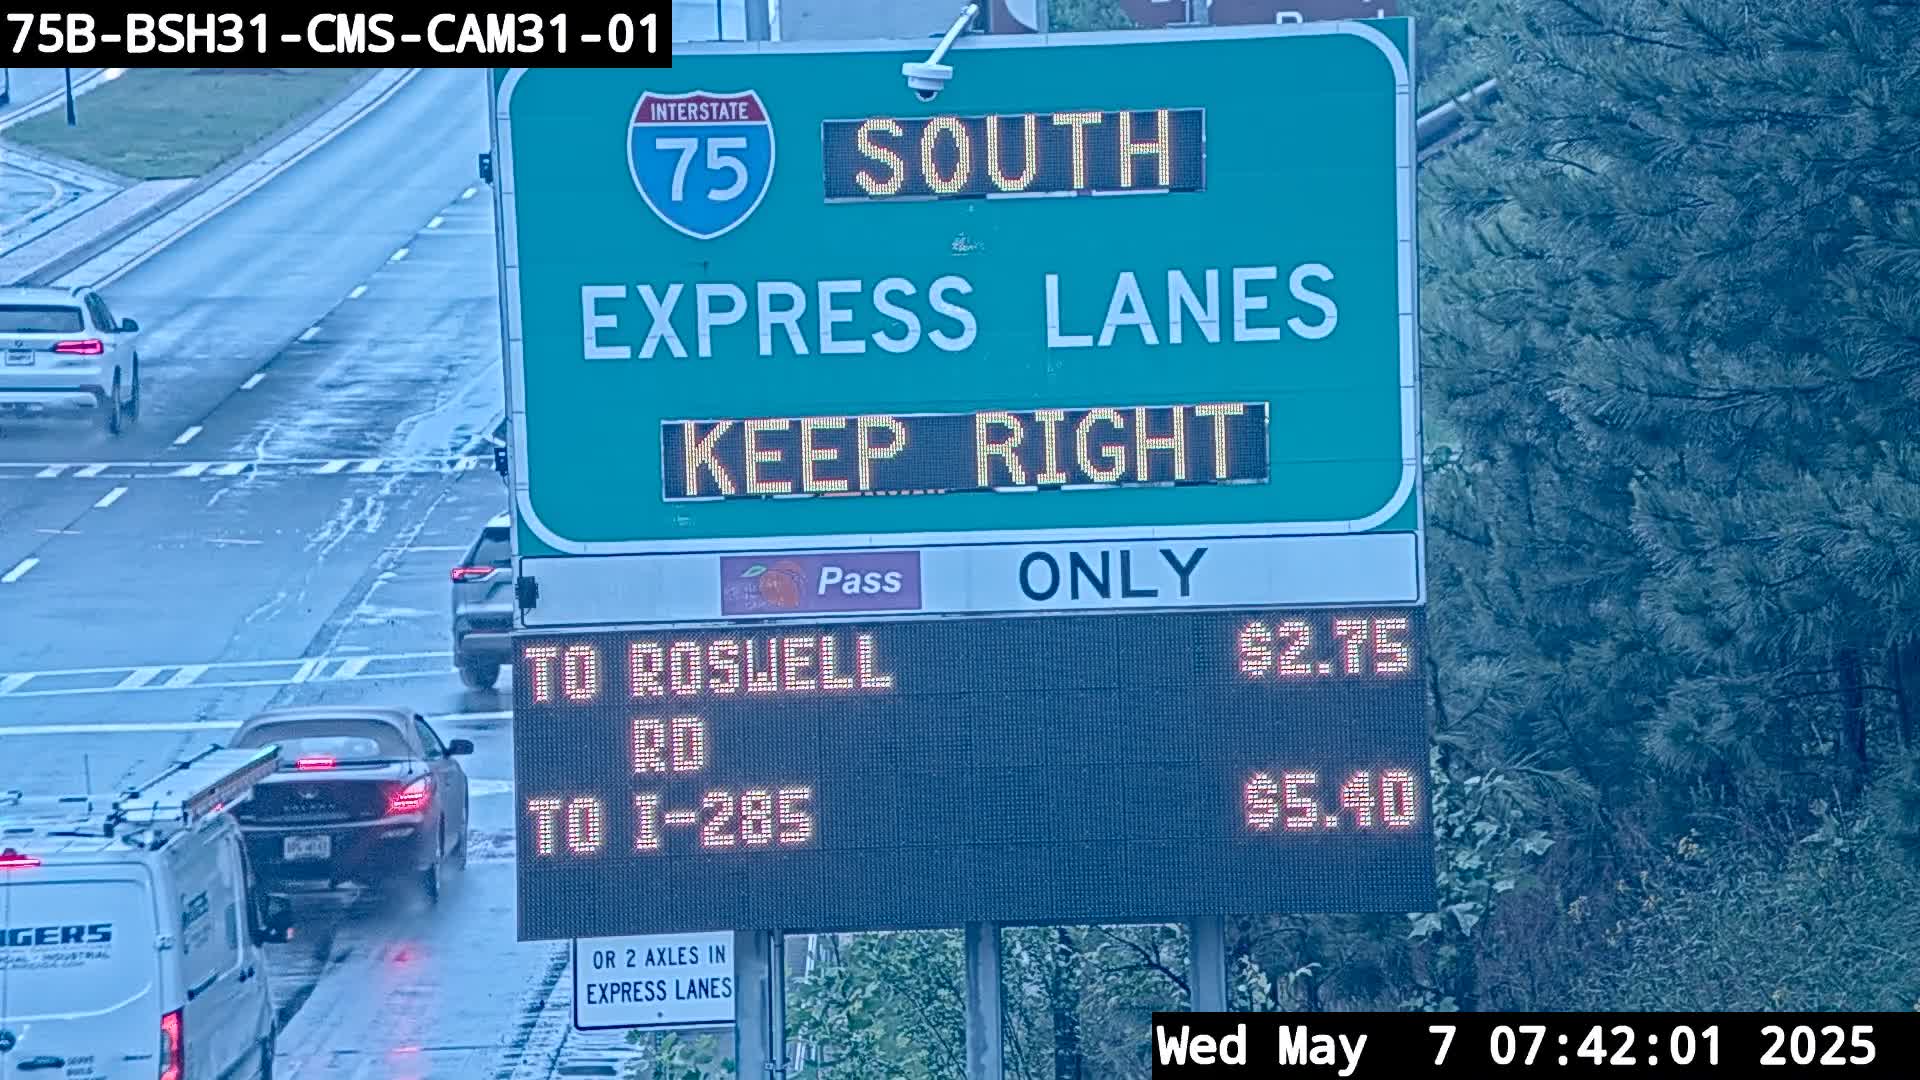 75B-BSH31-CMS-CAM31-01
INTERSTATE
75
SOUTH
EXPRESS LANES
KEEP RIGHT
Pass
ONLY
TO ROSWELL $2.75
RD
TO I-285 $5.40
OR 2 AXLES IN
EXPRESS LANES
Wed May 7 07:42:01 2025